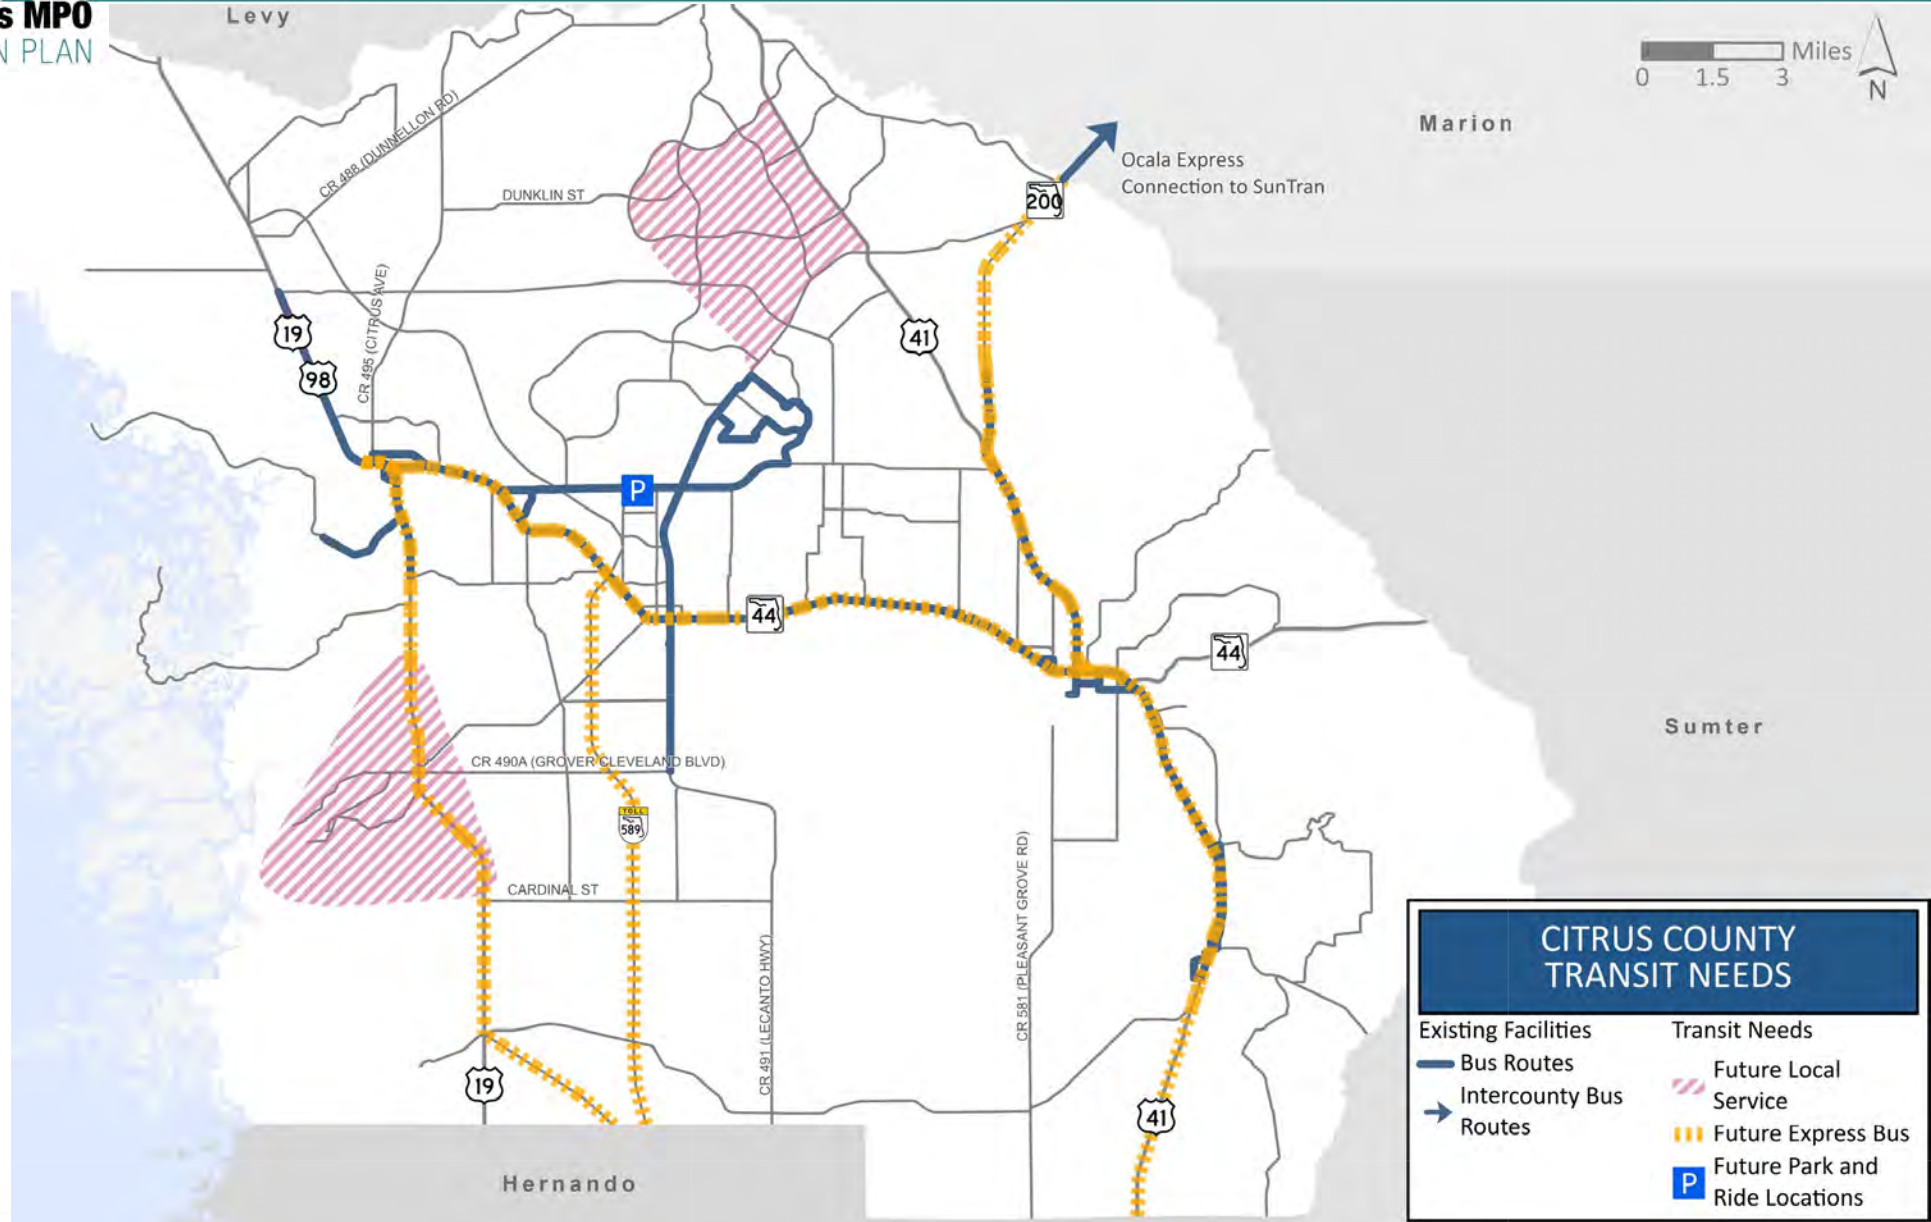 s MPO
N PLAN
Levy
Miles
0 1.5 3
N
Marion
CR 488 (DUNNELLON RD)
DUNKLIN ST
Ocala Express
Connection to SunTran
200
19
98
CR 495 (CITRUS AVE)
41
P
44
44
Sumter
CR 490A (GROVER CLEVELAND BLVD)
TOLL
589
CARDINAL ST
CR 491 (LECANTO HWY)
CR 581 (PLEASANT GROVE RD)
19
41
Hernando
CITRUS COUNTY
TRANSIT NEEDS
Existing Facilities
Bus Routes
Intercounty Bus
Routes
Transit Needs
Future Local
Service
Future Express Bus
P
Future Park and
Ride Locations